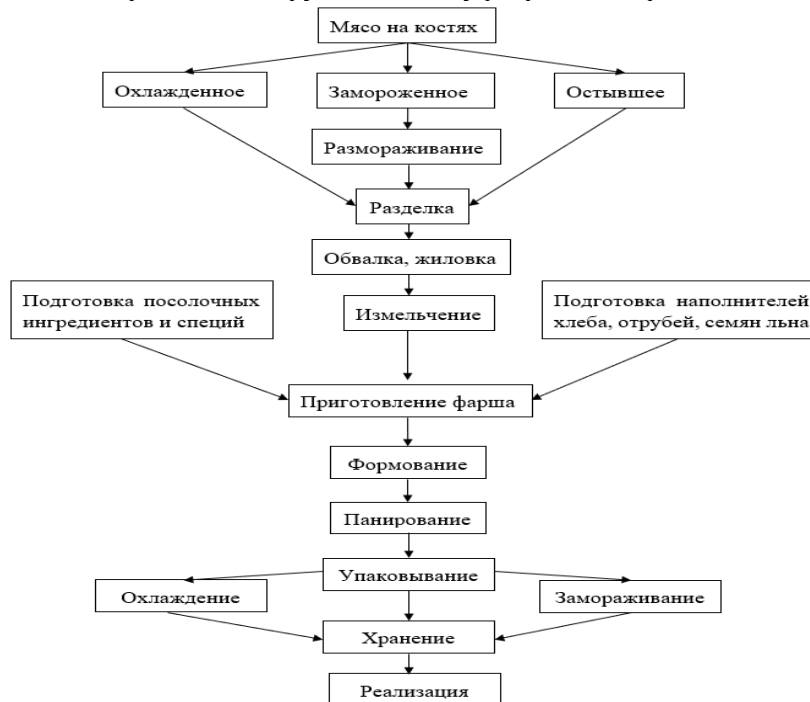 Мясо на костях
Охлажденное
Замороженное
Остывшее
Размораживание
Разделка
Обвалка, жиловка
Подготовка посолочных
ингредиентов и специй
Измельчение
Подготовка наполнителей
хлеба, отрубей, семян льна
Приготовление фарша
Формование
Панирование
Упаковывание
Охлаждение
Замораживание
Хранение
Реализация